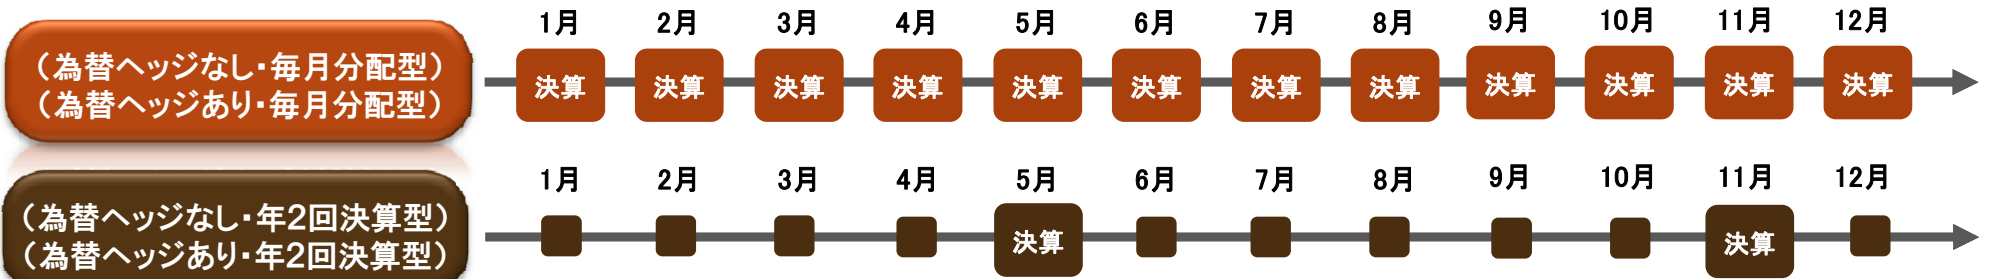 （為替ヘッジなし・毎月分配型）
（為替ヘッジあり・毎月分配型）
1月 2月 3月 4月 5月 6月 7月 8月 9月 10月 11月 12月
決算 決算 決算 決算 決算 決算 決算 決算 決算 決算 決算 決算
（為替ヘッジなし・年2回決算型）
（為替ヘッジあり・年2回決算型）
1月 2月 3月 4月 5月 6月 7月 8月 9月 10月 11月 12月
決算 決算